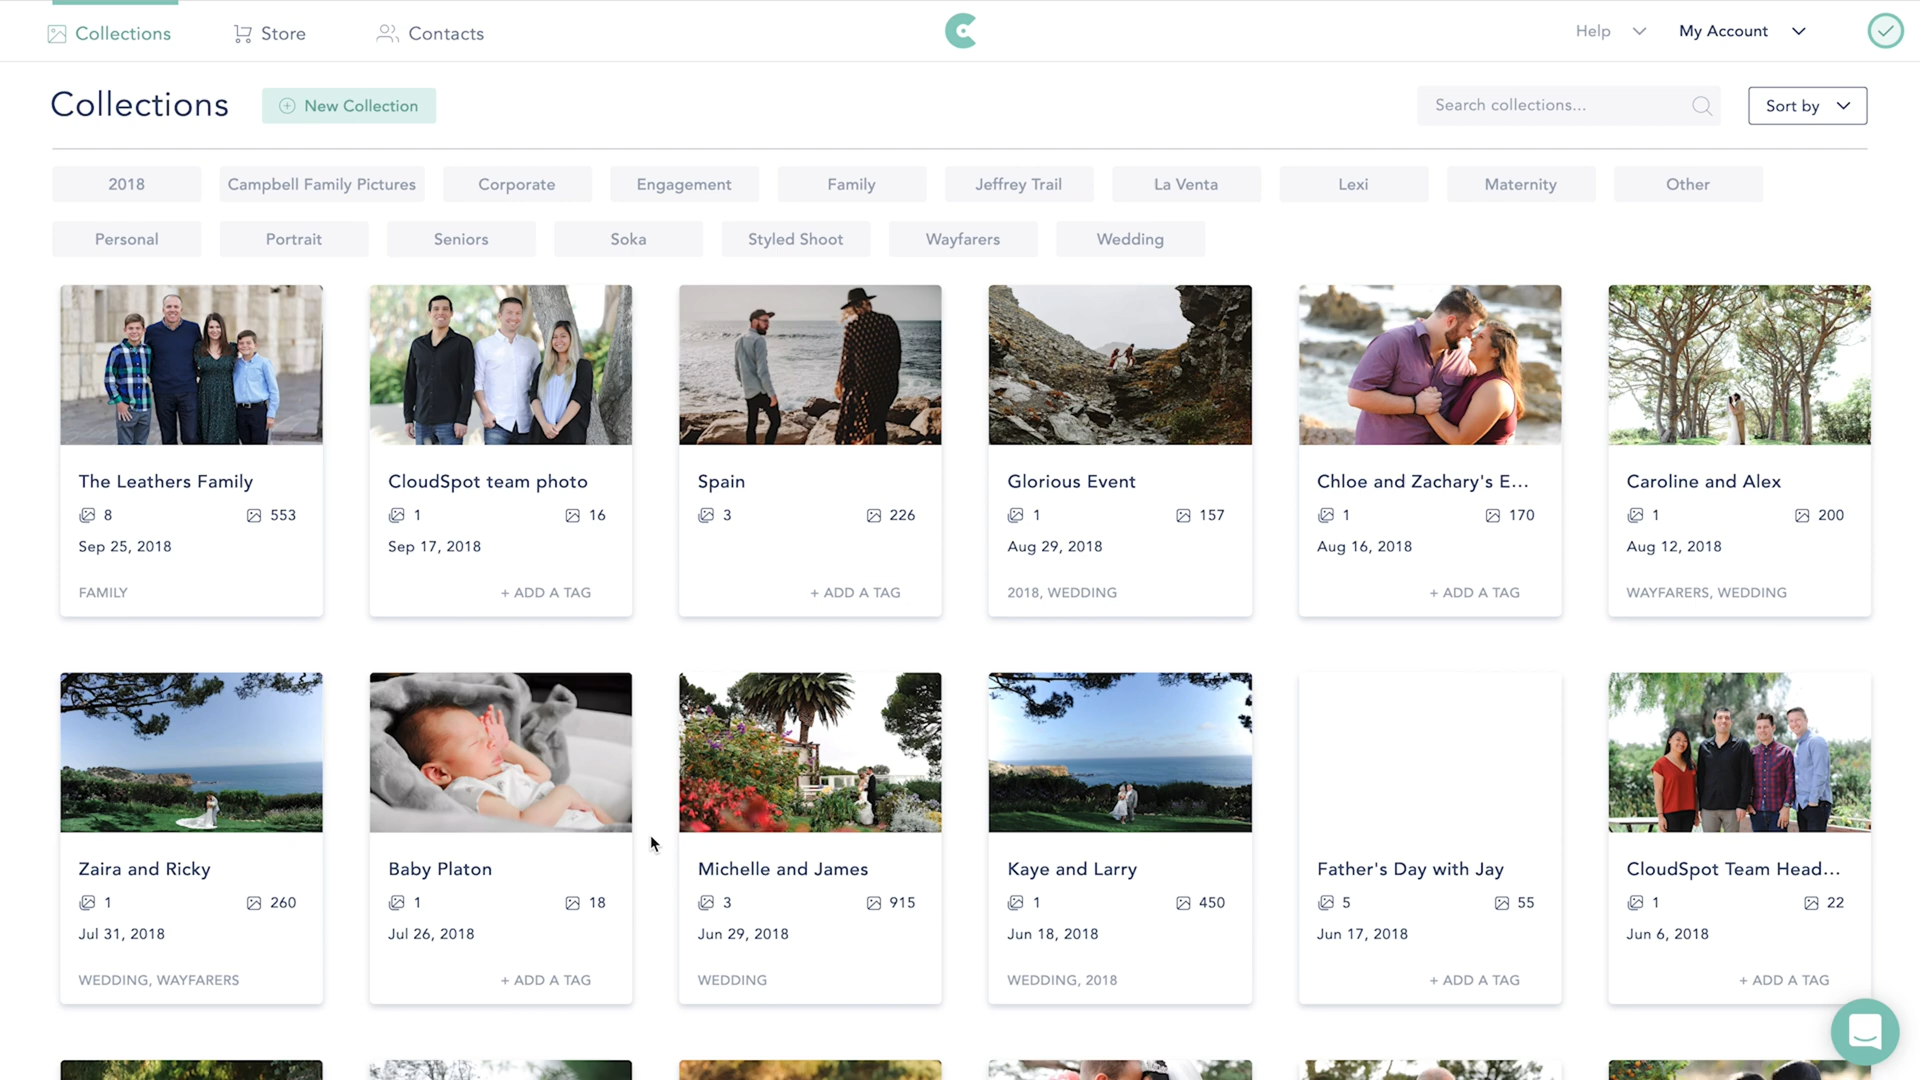 Collections
Store
Contacts
Help
My Account
Collections
New Collection
Search collections...
Sort by
2018
Campbell Family Pictures
Corporate
Engagement
Family
Jeffrey Trail
La Venta
Lexi
Maternity
Other
Personal
Portrait
Seniors
Soka
Styled Shoot
Wayfarers
Wedding
The Leathers Family
8
553
Sep 25, 2018
FAMILY
CloudSpot team photo
1
16
Sep 17, 2018
+ ADD A TAG
Spain
3
226
+ ADD A TAG
Glorious Event
1
157
Aug 29, 2018
2018, WEDDING
Chloe and Zachary's E...
1
170
Aug 16, 2018
+ ADD A TAG
Caroline and Alex
1
200
Aug 12, 2018
WAYFARERS, WEDDING
Zaira and Ricky
1
260
Jul 31, 2018
WEDDING, WAYFARERS
Baby Platon
1
18
Jul 26, 2018
+ ADD A TAG
Michelle and James
3
915
Jun 29, 2018
WEDDING
Kaye and Larry
1
450
Jun 18, 2018
WEDDING, 2018
Father's Day with Jay
5
55
Jun 17, 2018
+ ADD A TAG
CloudSpot Team Head...
1
22
Jun 6, 2018
+ ADD A TAG